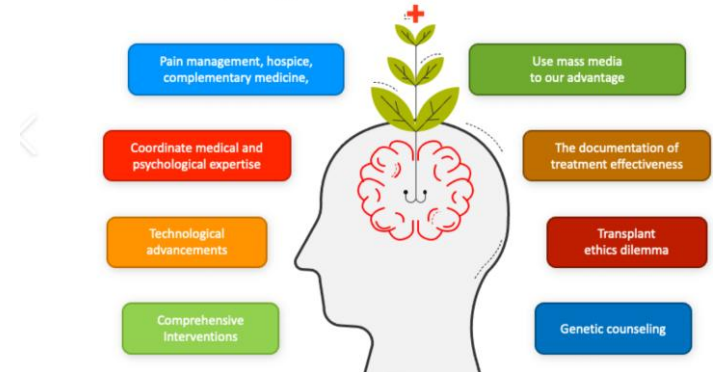 Pain management, hospice,
complementary medicine,
Use mass media
to our advantage
Coordinate medical and
psychological expertise
The documentation of
treatment effectiveness
Technological
advancements
Transplant
ethics dilemma
Comprehensive
Interventions
Genetic counseling